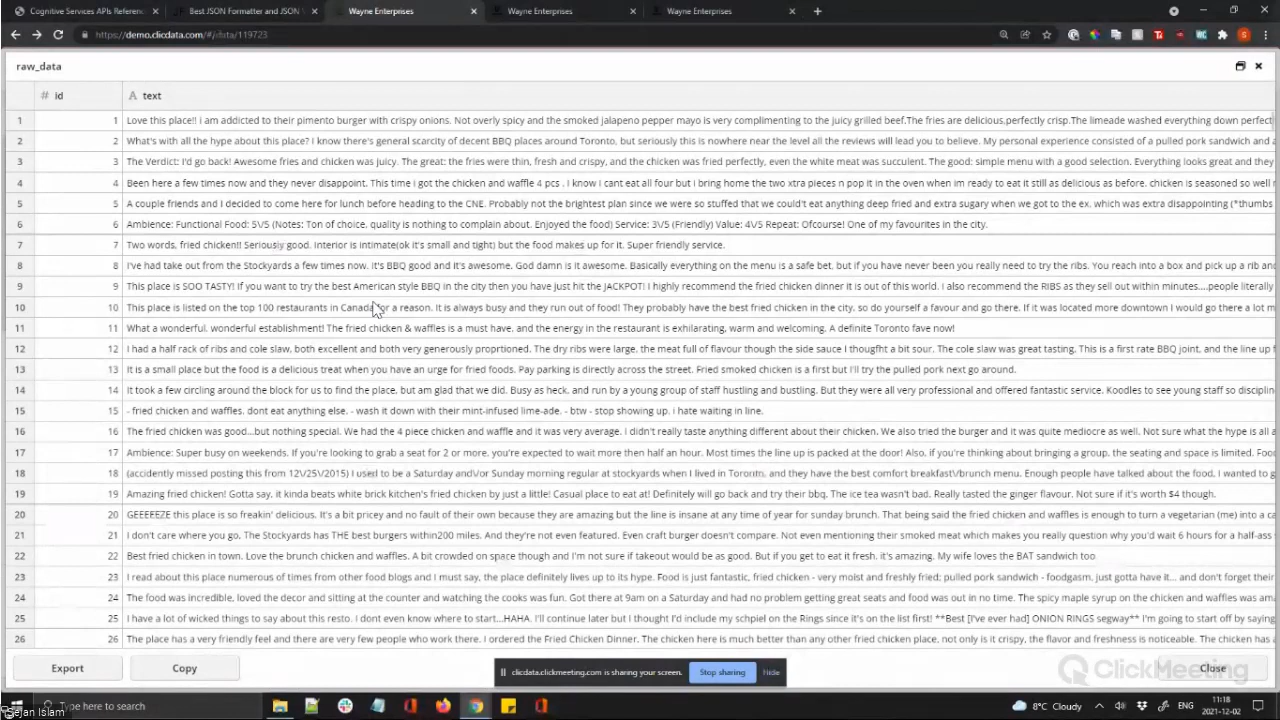 Cognitive Services APIs Referenc
Best JSON Formatter and JSON
Wayne Enterprises
Wayne Enterprises
Wayne Enterprises
https://demo.clicdata.com/#/data/119723
raw_data
# id A text
1 1 Love this place!! i am addicted to their pimento burger with crispy onions. Not overly spicy and the smoked jalapeno pepper mayo is very complimenting to the juicy grilled beef.The fries are delicious,perfectly crisp.The limeade washed everything down perfect
2 2 What's with all the hype about this place? I know there's general scarcity of decent BBQ places around Toronto, but seriously this is nowhere near the level all the reviews will lead you to believe. My personal experience consisted of a pulled pork sandwich and
3 3 The Verdict: I'd go back! Awesome fries and chicken was juicy. The great: the fries were thin, fresh and crispy, and the chicken was fried perfectly, even the white meat was succulent. The good: simple menu with a good selection. Everything looks great and they
4 4 Been here a few times now and they never disappoint. This time i got the chicken and waffle 4 pcs . I know I cant eat all four but i bring home the two xtra pieces n pop it in the oven when im ready to eat it still as delicious as before. chicken is seasoned so well
5 5 A couple friends and I decided to come here for lunch before heading to the CNE. Probably not the brightest plan since we were so stuffed that we could't eat anything deep fried and extra sugary when we got to the ex. which was extra disappointing (*thumbs
6 6 Ambience: Functional Food: 5\/5 (Notes: Ton of choice, quality is nothing to complain about. Enjoyed the food) Service: 3\/5 (Friendly) Value: 4\/5 Repeat: Ofcourse! One of my favourites in the city.
7 7 Two words, fried chicken!! Seriously good. Interior is intimate(ok it's small and tight) but the food makes up for it. Super friendly service.
8 8 I've had take out from the Stockyards a few times now. It's BBQ good and it's awesome. God damn is it awesome. Basically everything on the menu is a safe bet, but if you have never been you really need to try the ribs. You reach into a box and pick up a rib and
9 9 This place is SOO TASTY! If you want to try the best American style BBQ in the city then you have just hit the JACKPOT! I highly recommend the fried chicken dinner it is out of this world. I also recommend the RIBS as they sell out within minutes....people literally
10 10 This place is listed on the top 100 restaurants in Canada for a reason. It is always busy and they run out of food! They probably have the best fried chicken in the city, so do yourself a favour and go there. If it was located more downtown I would go there a lot m
11 11 What a wonderful, wonderful establishment! The fried chicken & waffles is a must have, and the energy in the restaurant is exhilarating, warm and welcoming. A definite Toronto fave now!
12 12 I had a half rack of ribs and cole slaw, both excellent and both very generously proprtioned. The dry ribs were large, the meat full of flavour though the side sauce I thougfht a bit sour. The cole slaw was great tasting. This is a first rate BBQ joint, and the line up
13 13 It is a small place but the food is a delicious treat when you have an urge for fried foods. Pay parking is directly across the street. Fried smoked chicken is a first but I'll try the pulled pork next go around.
14 14 It took a few circling around the block for us to find the place, but am glad that we did. Busy as heck, and run by a young group of staff hustling and bustling. But they were all very professional and offered fantastic service. Koodles to see young staff so disciplin
15 15 - fried chicken and waffles. dont eat anything else. - wash it down with their mint-infused lime-ade. - btw - stop showing up. i hate waiting in line.
16 16 The fried chicken was good...but nothing special. We had the 4 piece chicken and waffle and it was very average. I didn't really taste anything different about their chicken. We also tried the burger and it was quite mediocre as well. Not sure what the hype is all
17 17 Ambience: Super busy on weekends. If you're looking to grab a seat for 2 or more, you're expected to wait more then half an hour. Most times the line up is packed at the door! Also, if you're thinking about bringing a group, the seating and space is limited. Food
18 18 (accidently missed posting this from 12\/25\/2015) I used to be a Saturday and\/or Sunday morning regular at stockyards when I lived in Toronto, and they have the best comfort breakfast\/brunch menu. Enough people have talked about the food, I wanted to g
19 19 Amazing fried chicken! Gotta say, it kinda beats white brick kitchen's fried chicken by just a little! Casual place to eat at! Definitely will go back and try their bbq. The ice tea wasn't bad. Really tasted the ginger flavour. Not sure if it's worth $4 though.
20 20 GEEEEEZE this place is so freakin' delicious. It's a bit pricey and no fault of their own because they are amazing but the line is insane at any time of year for sunday brunch. That being said the fried chicken and waffles is enough to turn a vegetarian (me) into a ca
21 21 I don't care where you go. The Stockyards has THE best burgers within200 miles. And they're not even featured. Even craft burger doesn't compare. Not even mentioning their smoked meat which makes you really question why you'd wait 6 hours for a half-ass
22 22 Best fried chicken in town. Love the brunch chicken and waffles. A bit crowded on space though and I'm not sure if takeout would be as good. But if you get to eat it fresh, it's amazing. My wife loves the BAT sandwich too
23 23 I read about this place numerous of times from other food blogs and I must say, the place definitely lives up to its hype. Food is just fantastic, fried chicken - very moist and freshly fried; pulled pork sandwich - foodgasm, just gotta have it... and don't forget their
24 24 The food was incredible, loved the decor and sitting at the counter and watching the cooks was fun. Got there at 9am on a Saturday and had no problem getting great seats and food was out in no time. The spicy maple syrup on the chicken and waffles was ama
25 25 I have a lot of wicked things to say about this resto. I dont even know where to start...HAHA. I'll continue later but I thought I'd include my schpiel on the Rings since it's on the list first! **Best [I've ever had] ONION RINGS segway** I'm going to start off by saying
26 26 The place has a very friendly feel and there are very few people who work there. I ordered the Fried Chicken Dinner. The chicken here is much better than any other fried chicken place, not only is it crispy, the flavor and freshness is noticeable. The chicken has
Export Copy Close
clicdata.clickmeeting.com is sharing your screen. Stop sharing Hide
ClickMeeting
Type here to search
Sejan Islam
8°C Cloudy
ENG
11:18
2021-12-02